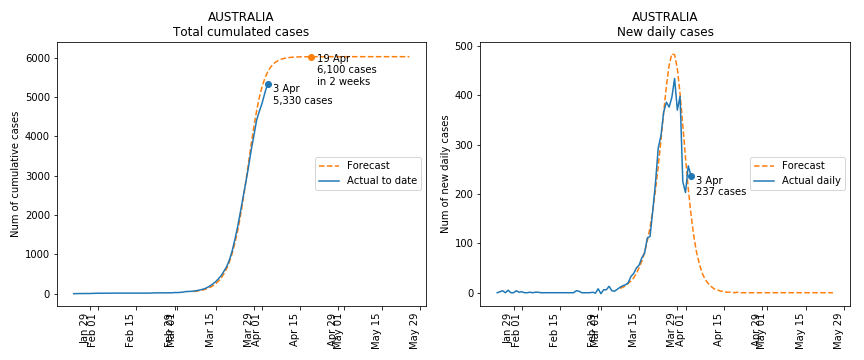 AUSTRALIA
Total cumulated cases
Num of cumulative cases
6000
5000
4000
3000
2000
1000
0
19 Apr
6,100 cases
in 2 weeks
3 Apr
5,330 cases
Forecast
Actual to date
Jan 29
Feb 01
Feb 15
Feb 29
Mar 01
Mar 15
Mar 29
Apr 01
Apr 15
Apr 29
May 01
May 15
May 29
AUSTRALIA
New daily cases
Num of new daily cases
500
400
300
200
100
0
3 Apr
237 cases
Forecast
Actual daily
Jan 29
Feb 01
Feb 15
Feb 29
Mar 01
Mar 15
Mar 29
Apr 01
Apr 15
Apr 29
May 01
May 15
May 29